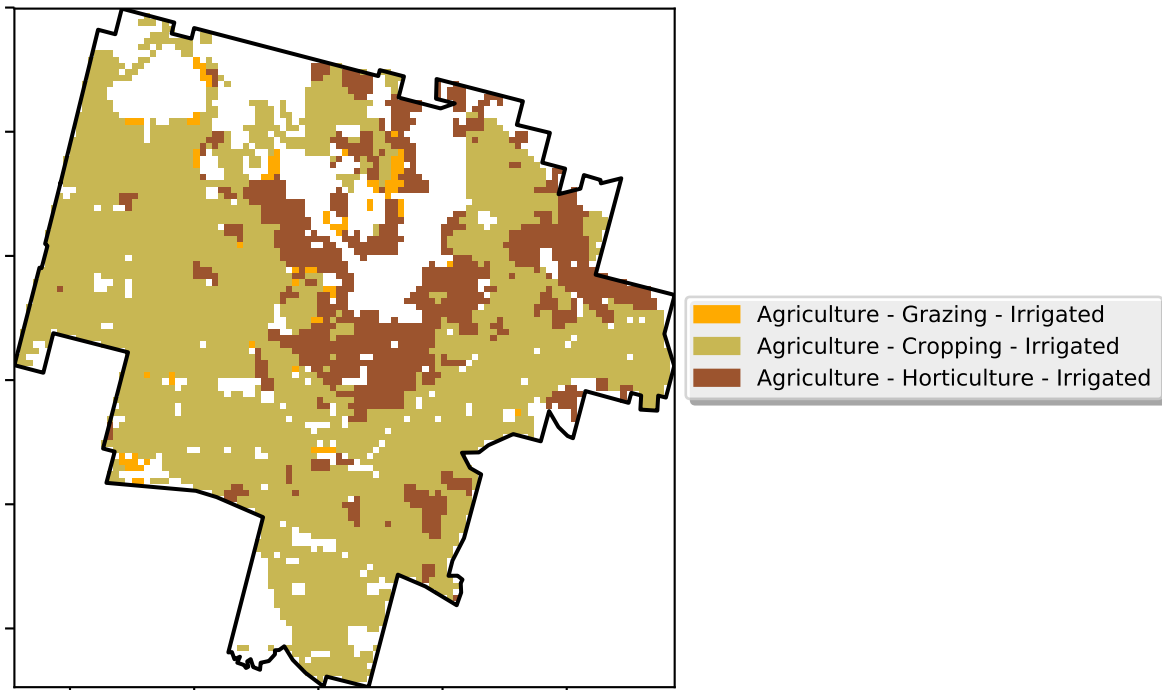 Agriculture - Grazing - Irrigated
Agriculture - Cropping - Irrigated
Agriculture - Horticulture - Irrigated